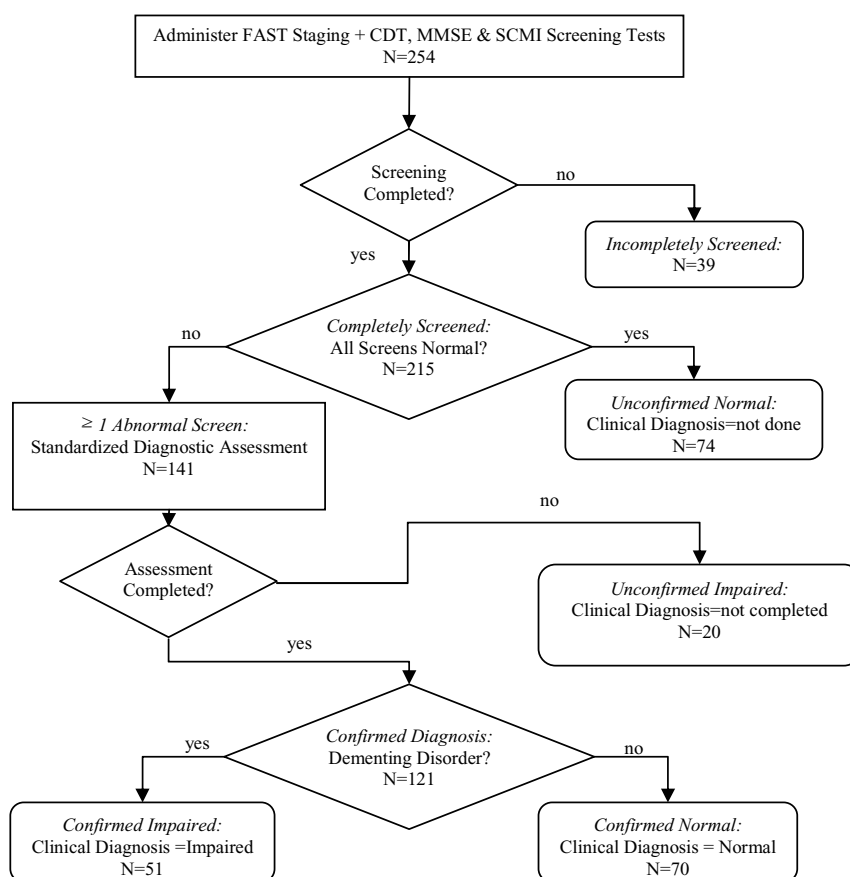 Administer FAST Staging + CDT, MMSE & SCMI Screening Tests
N=254
Screening
Completed?
no
Incompletely Screened:
N=39
yes
Completely Screened:
All Screens Normal?
N=215
no
yes
Unconfirmed Normal:
Clinical Diagnosis=not done
N=74
≥ 1 Abnormal Screen:
Standardized Diagnostic Assessment
N=141
no
Assessment
Completed?
Unconfirmed Impaired:
Clinical Diagnosis=not completed
N=20
yes
Confirmed Diagnosis:
Dementing Disorder?
N=121
yes
no
Confirmed Impaired:
Clinical Diagnosis =Impaired
N=51
Confirmed Normal:
Clinical Diagnosis = Normal
N=70